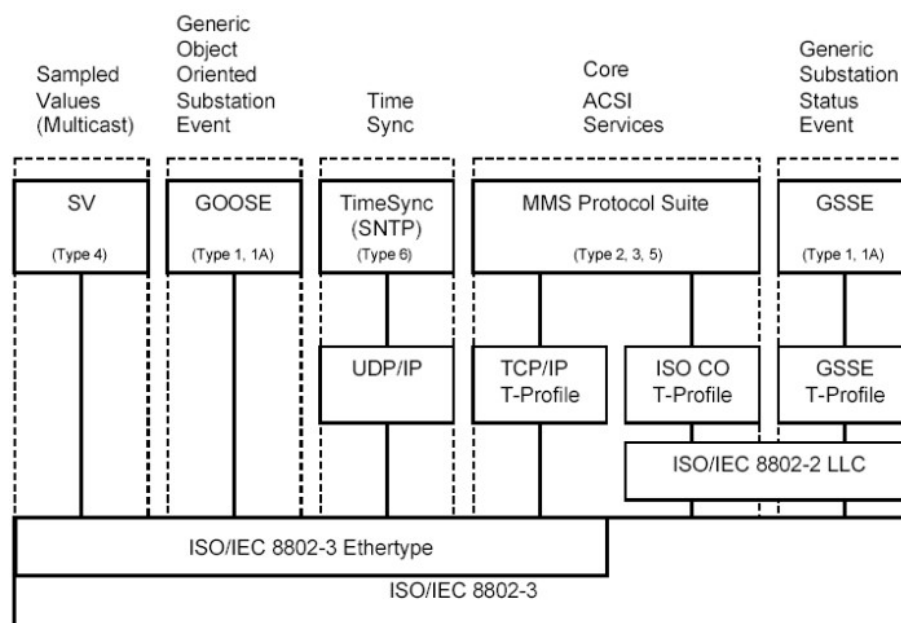 Sampled
Values
(Multicast)
Generic
Object
Oriented
Substation
Event
Time
Sync
Core
ACSI
Services
Generic
Substation
Status
Event
SV
(Type 4)
GOOSE
(Type 1, 1A)
TimeSync
(SNTP)
(Type 6)
MMS Protocol Suite
(Type 2, 3, 5)
GSSE
(Type 1, 1A)
UDP/IP
TCP/IP
T-Profile
ISO CO
T-Profile
GSSE
T-Profile
ISO/IEC 8802-2 LLC
ISO/IEC 8802-3 Ethertype
ISO/IEC 8802-3